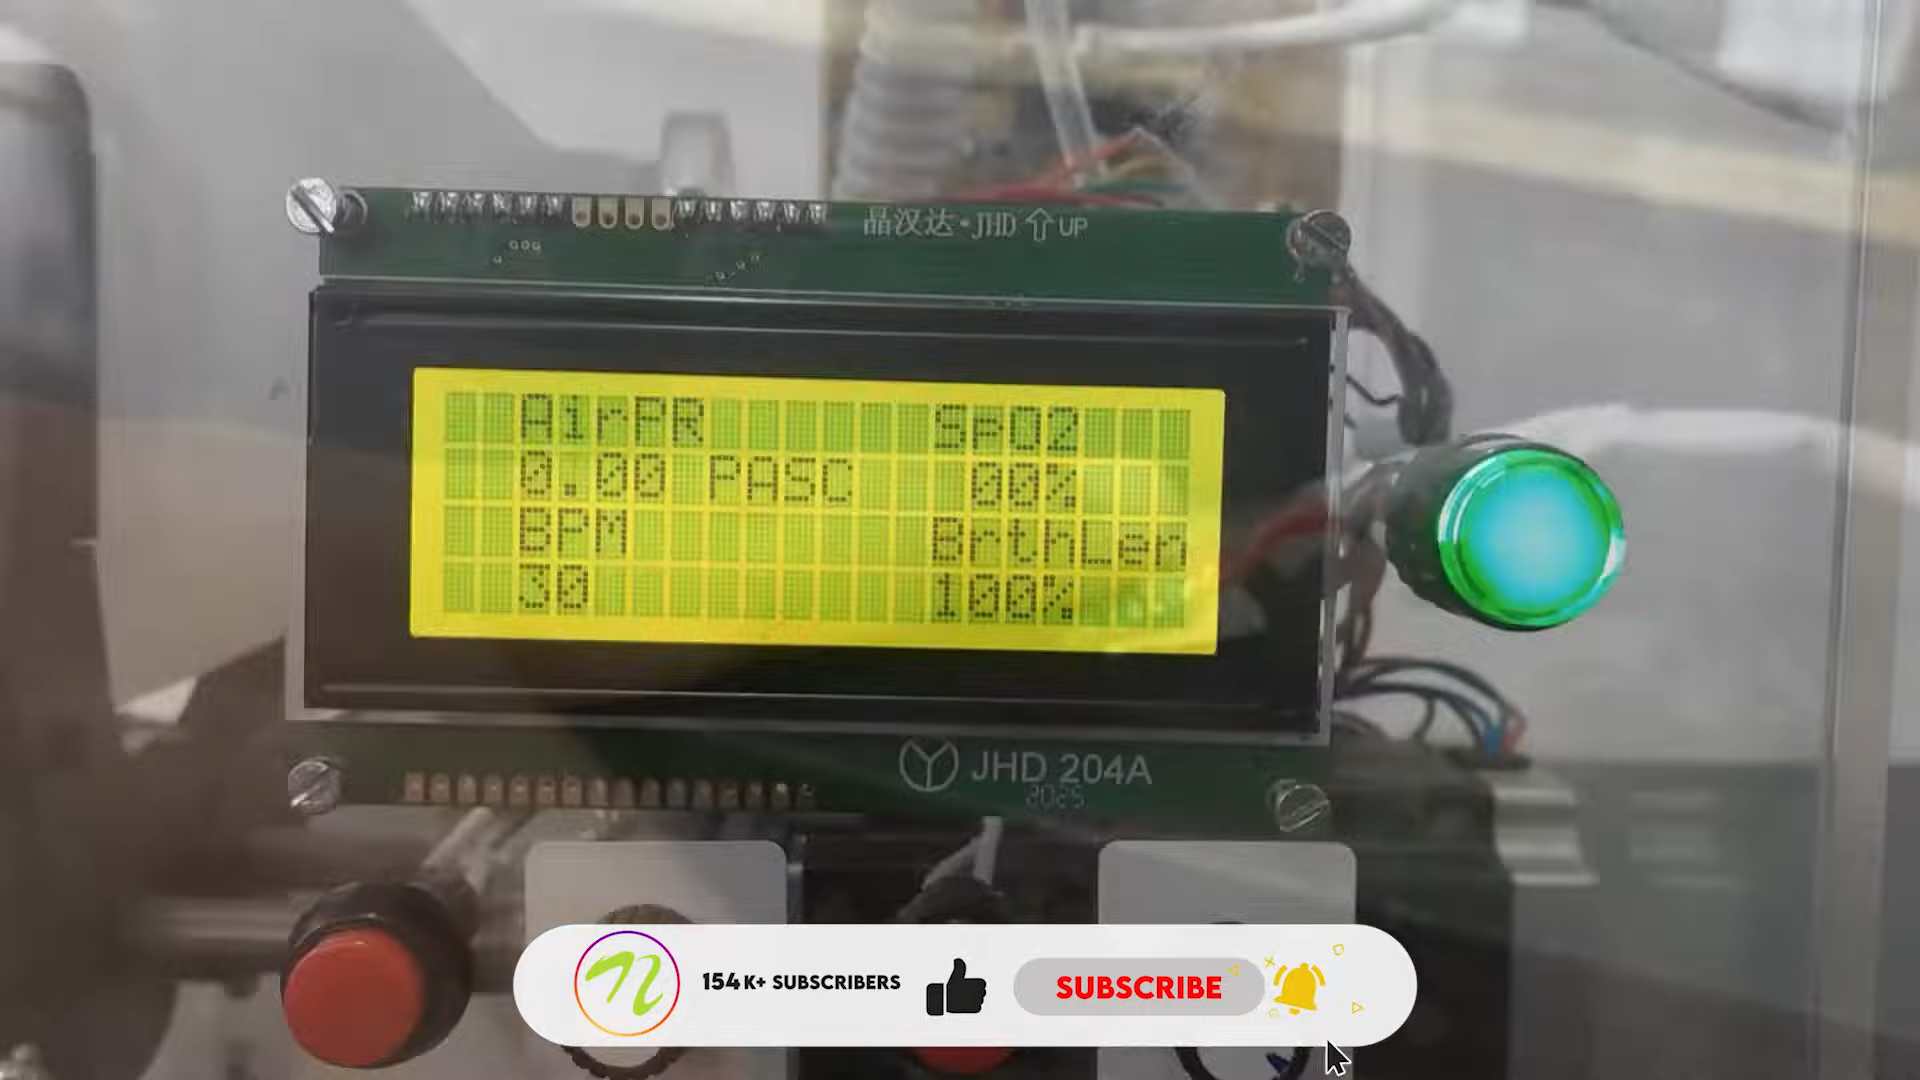 晶汉达·JHD ⇧ UP
AirPR SpO2
0.00 PASC 00%
BPM BrthLen
30 100%
JHD 204A
2025
154K+ SUBSCRIBERS
SUBSCRIBE